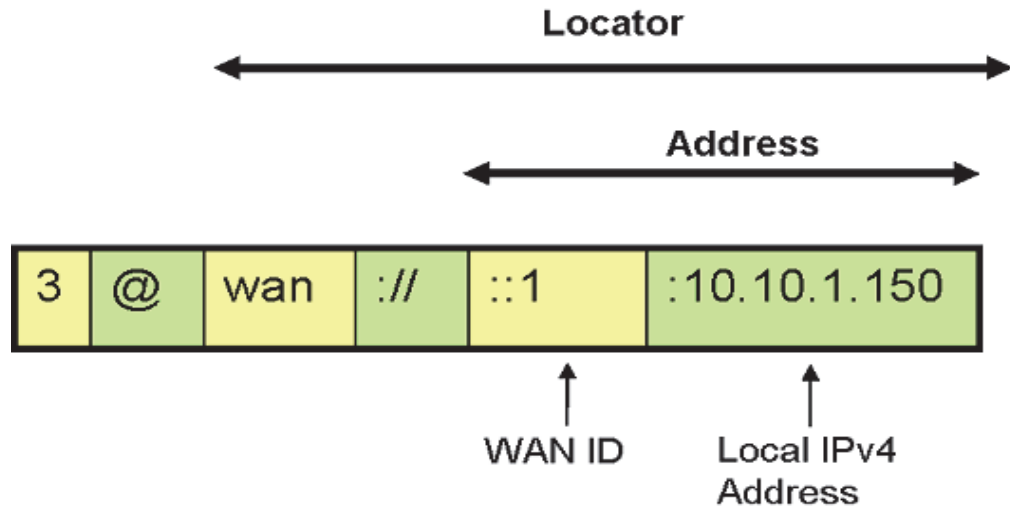 Locator
Address
3 @ wan :// ::1 :10.10.1.150
WAN ID
Local IPv4
Address